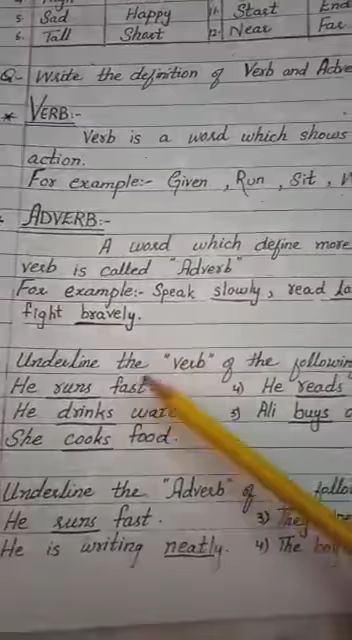 5. Sad Happy 11. Start End
6. Tall Short 12. Near Far
Q- Write the definition of Verb and
* VERB:-
Verb is a word which shows
action.
For example:- Given, Run, Sit,
ADVERB:-
A word which define more
verb is called "Adverb"
For example:- Speak slowly, read
fight bravely.
Underline the "verb" of the
He runs fast. 4) He reads
He drinks 5) Ali buys
She cooks food.
Underline the "Adverb" of
He runs fast. 3)
He is writing neatly. 4) The